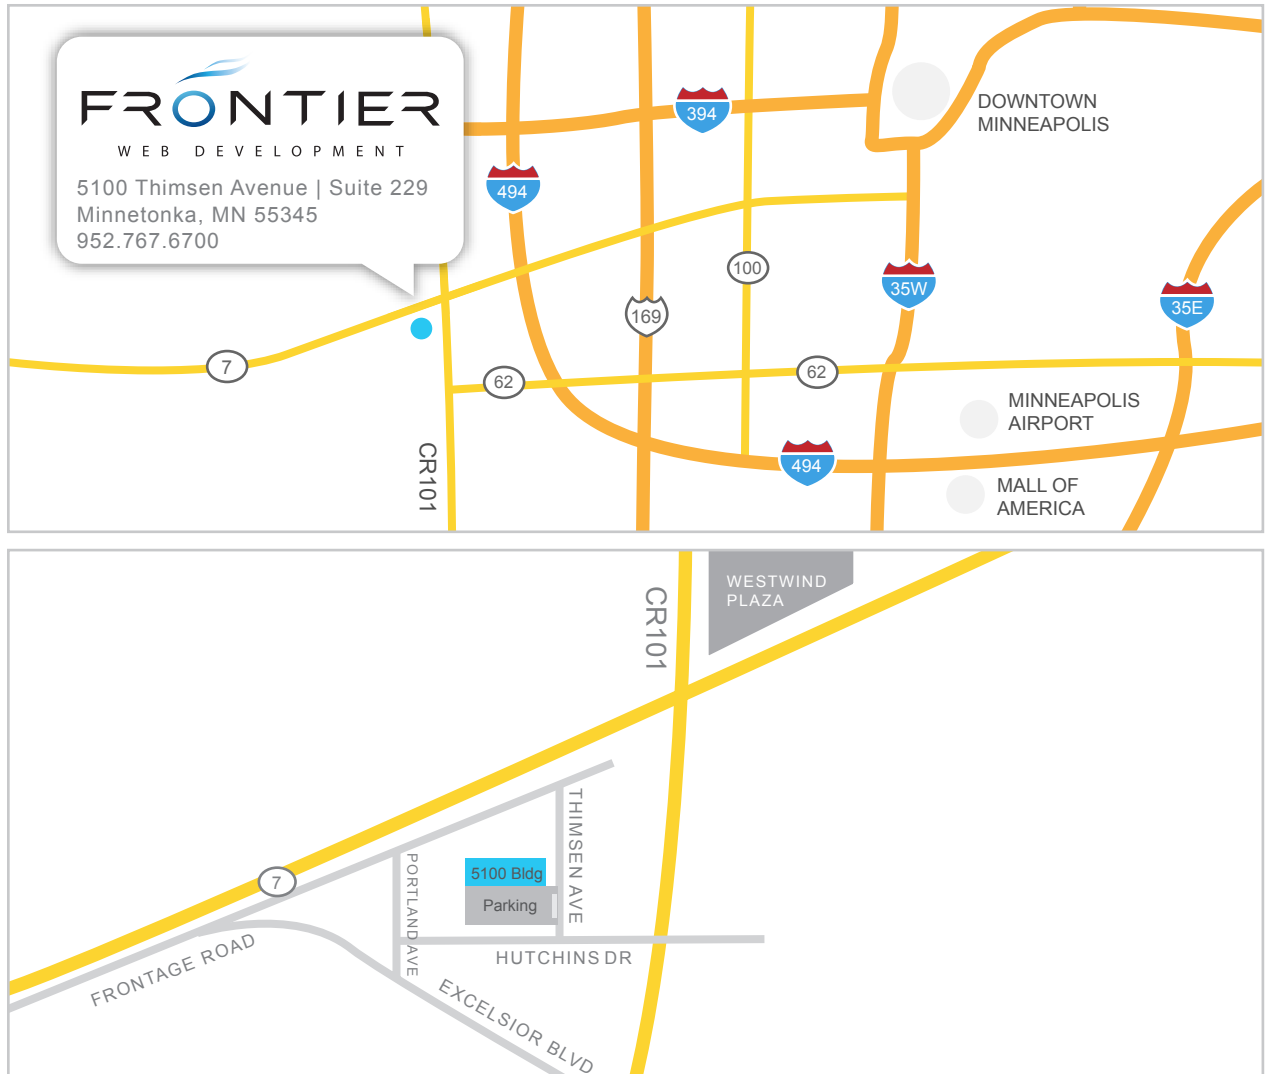 FRONTIER
WEB DEVELOPMENT
5100 Thimsen Avenue | Suite 229
Minnetonka, MN 55345
952.767.6700
394
DOWNTOWN
MINNEAPOLIS
494
100
35W
35E
169
7
62
62
MINNEAPOLIS
AIRPORT
CR101
494
MALL OF
AMERICA
WESTWIND
PLAZA
CR101
THIMSEN AVE
PORTLAND AVE
5100 Bldg
7
Parking
HUTCHINS DR
FRONTAGE ROAD
EXCELSIOR BLVD